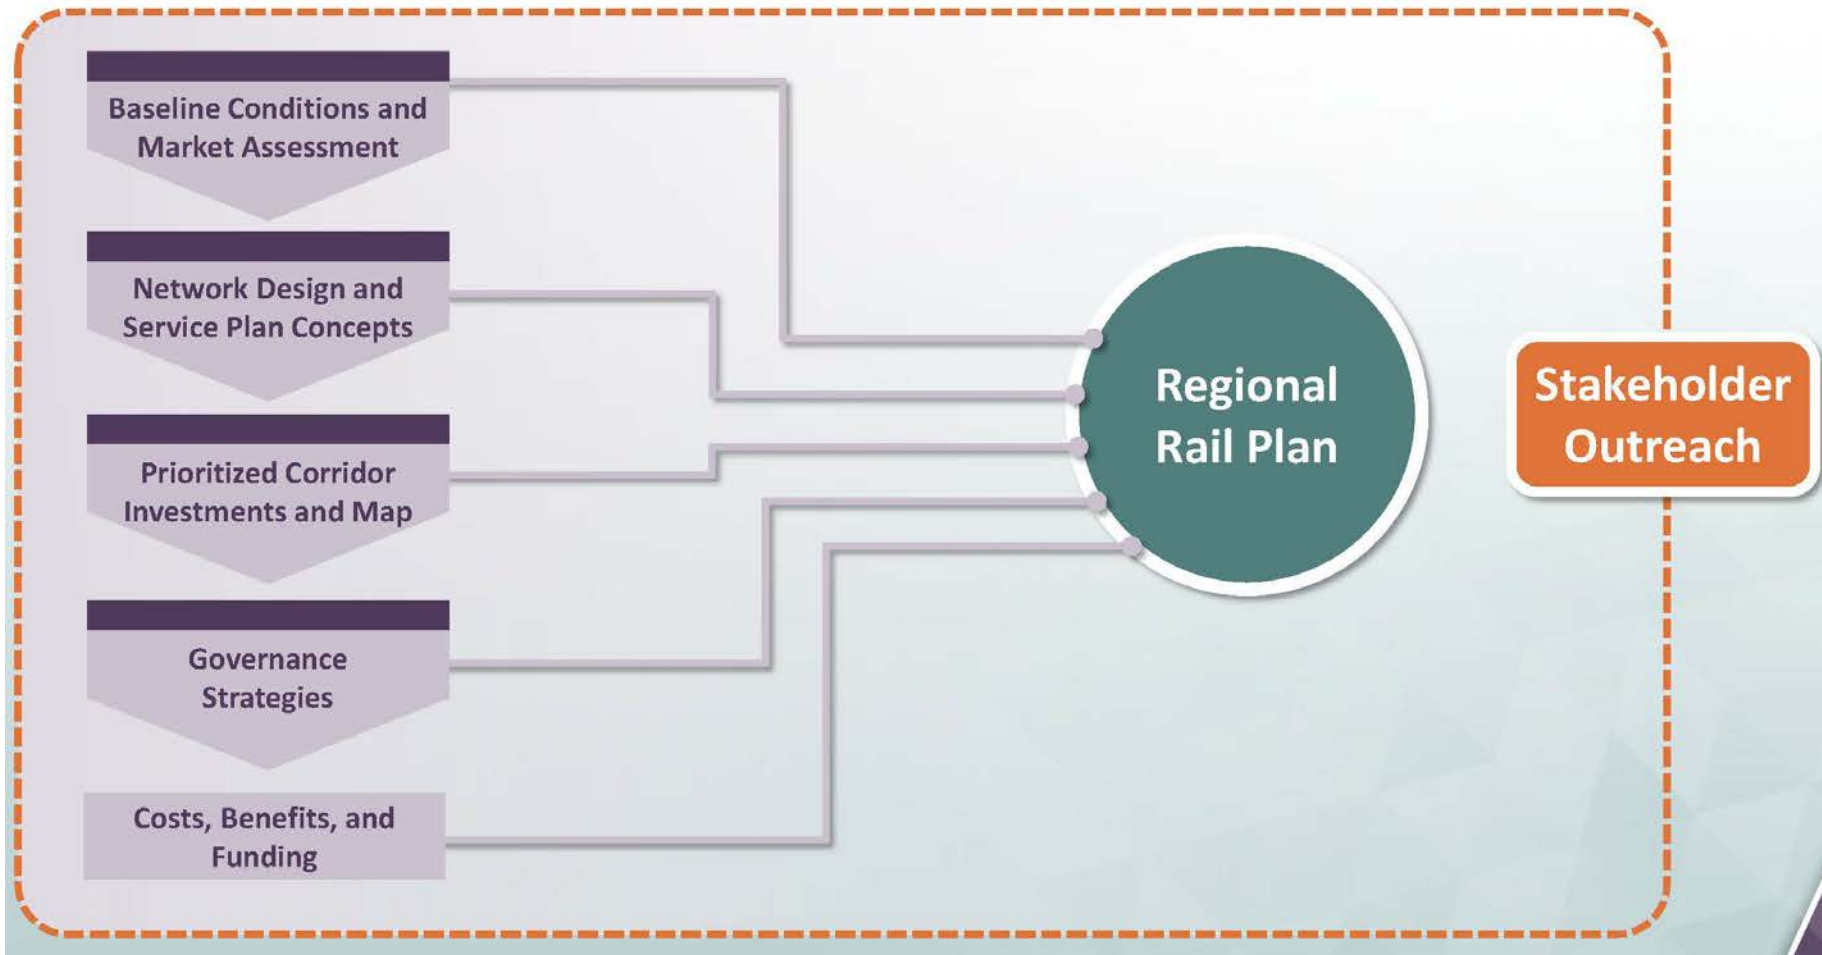 Baseline Conditions and
Market Assessment
Network Design and
Service Plan Concepts
Prioritized Corridor
Investments and Map
Governance
Strategies
Costs, Benefits, and
Funding
Regional
Rail Plan
Stakeholder
Outreach